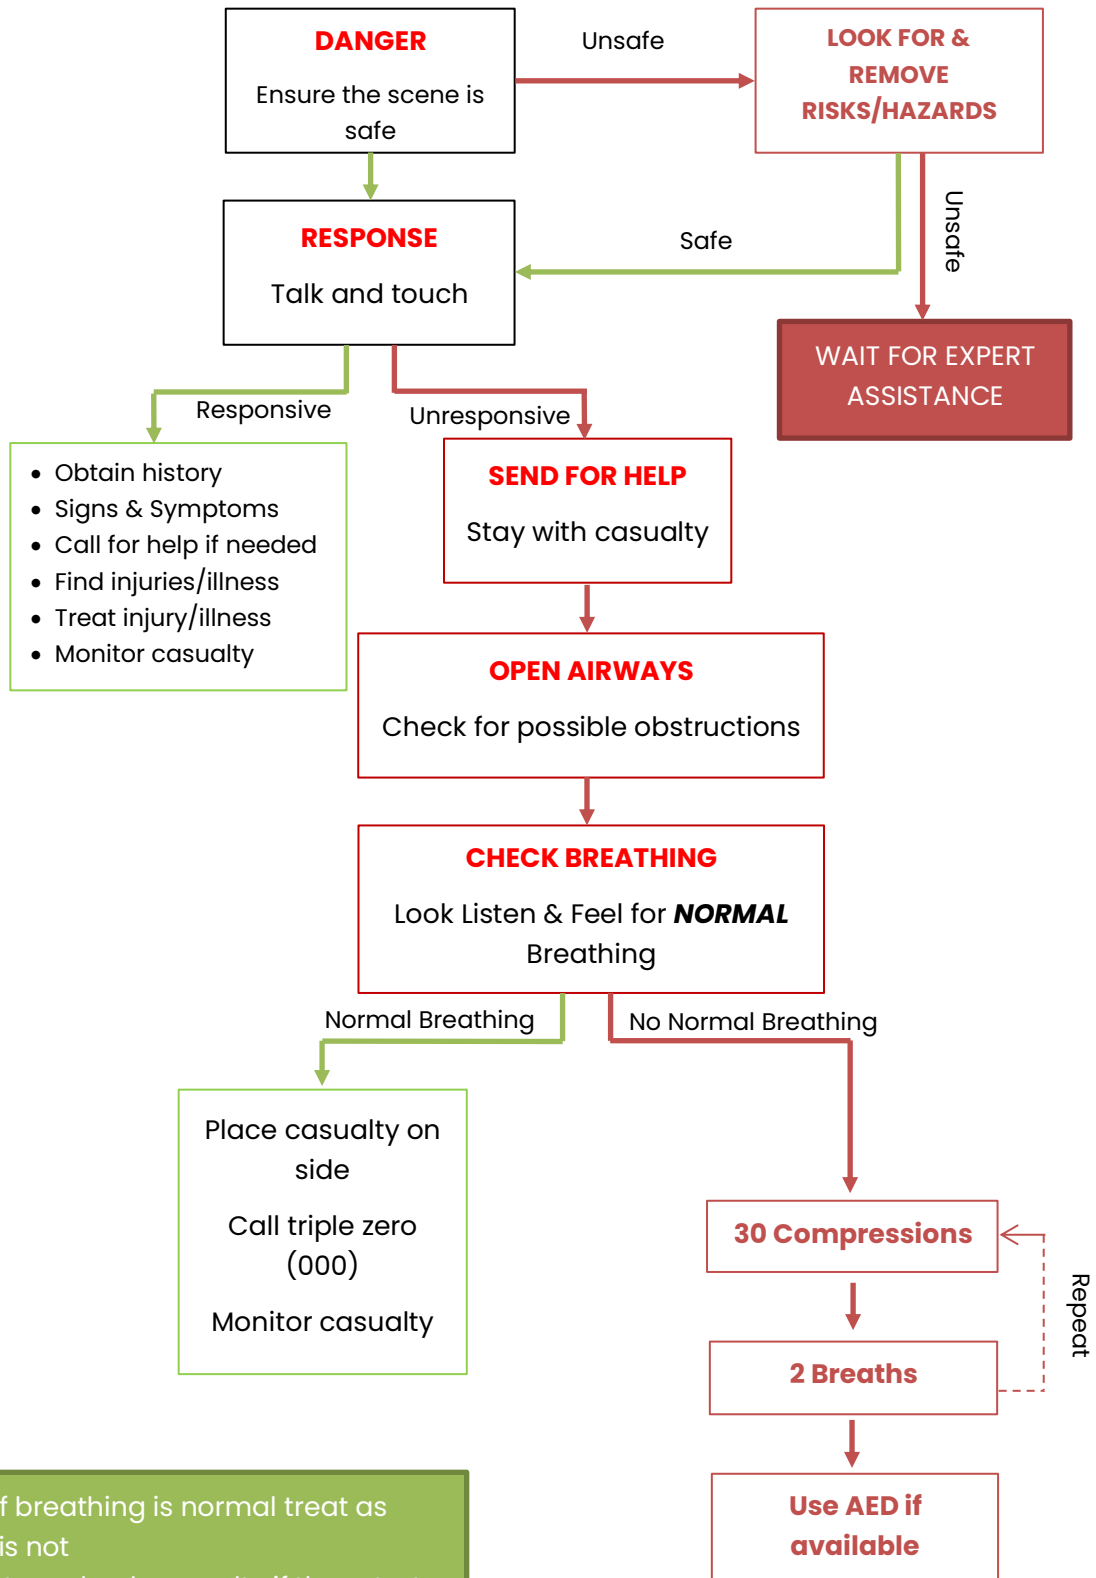 DANGER
Ensure the scene is
safe
Unsafe
LOOK FOR &
REMOVE
RISKS/HAZARDS
RESPONSE
Talk and touch
Safe
Unsafe
WAIT FOR EXPERT
ASSISTANCE
Responsive
Unresponsive
• Obtain history
• Signs & Symptoms
• Call for help if needed
• Find injuries/illness
• Treat injury/illness
• Monitor casualty
SEND FOR HELP
Stay with casualty
OPEN AIRWAYS
Check for possible obstructions
CHECK BREATHING
Look Listen & Feel for NORMAL
Breathing
Normal Breathing
No Normal Breathing
Place casualty on
side
Call triple zero
(000)
Monitor casualty
30 Compressions
Repeat
2 Breaths
Use AED if
available
f breathing is normal treat as
is not